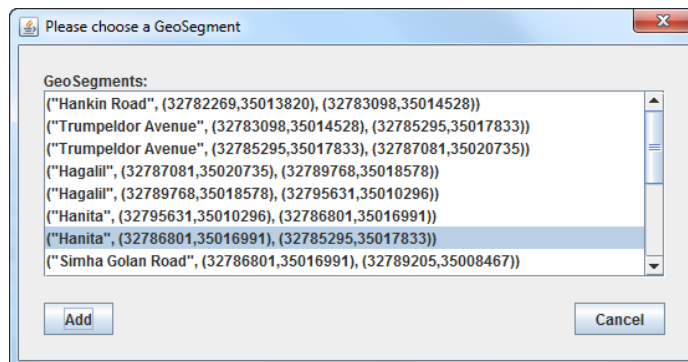 Please choose a GeoSegment
GeoSegments:
("Hankin Road", (32782269,35013820), (32783098,35014528))
("Trumpeldor Avenue", (32783098,35014528), (32785295,35017833))
("Trumpeldor Avenue", (32785295,35017833), (32787081,35020735))
("Hagalil", (32787081,35020735), (32789768,35018578))
("Hagalil", (32789768,35018578), (32795631,35010296))
("Hanita", (32795631,35010296), (32786801,35016991))
("Hanita", (32786801,35016991), (32785295,35017833))
("Simha Golan Road", (32786801,35016991), (32789205,35008467))
Add Cancel